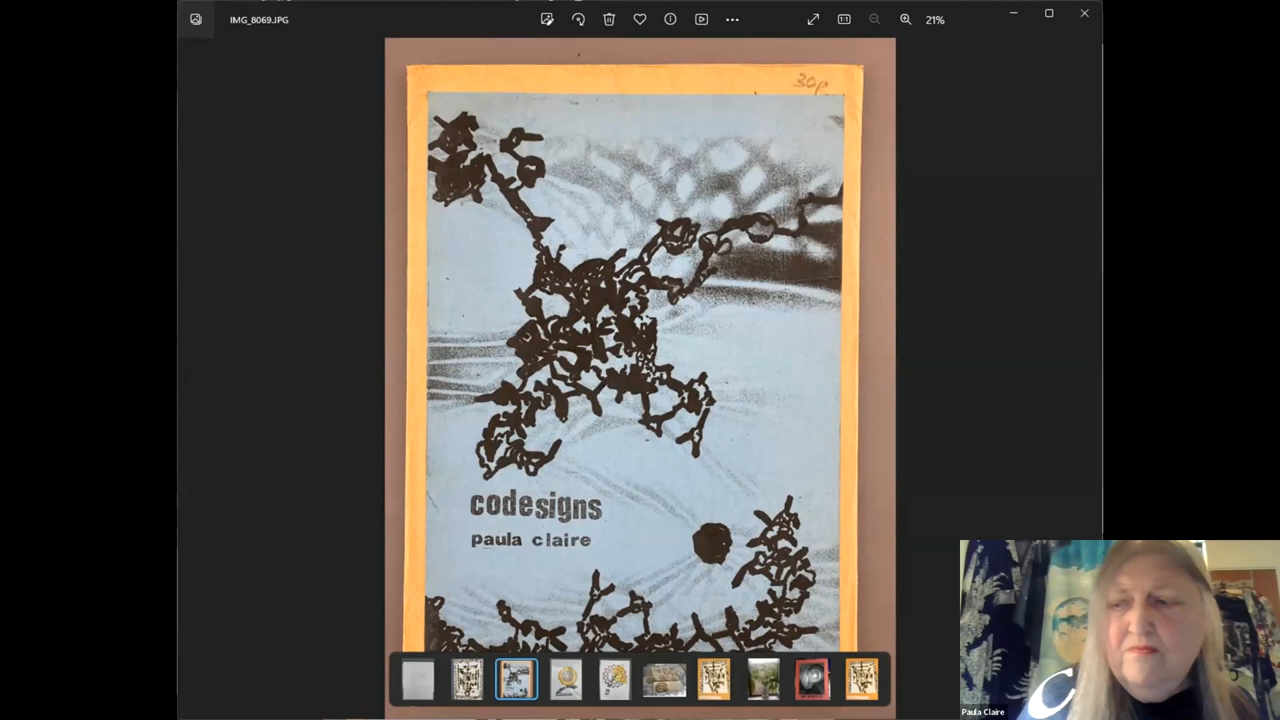 IMG_8069.JPG
21%
30p
codesigns
paula claire
Paula Claire